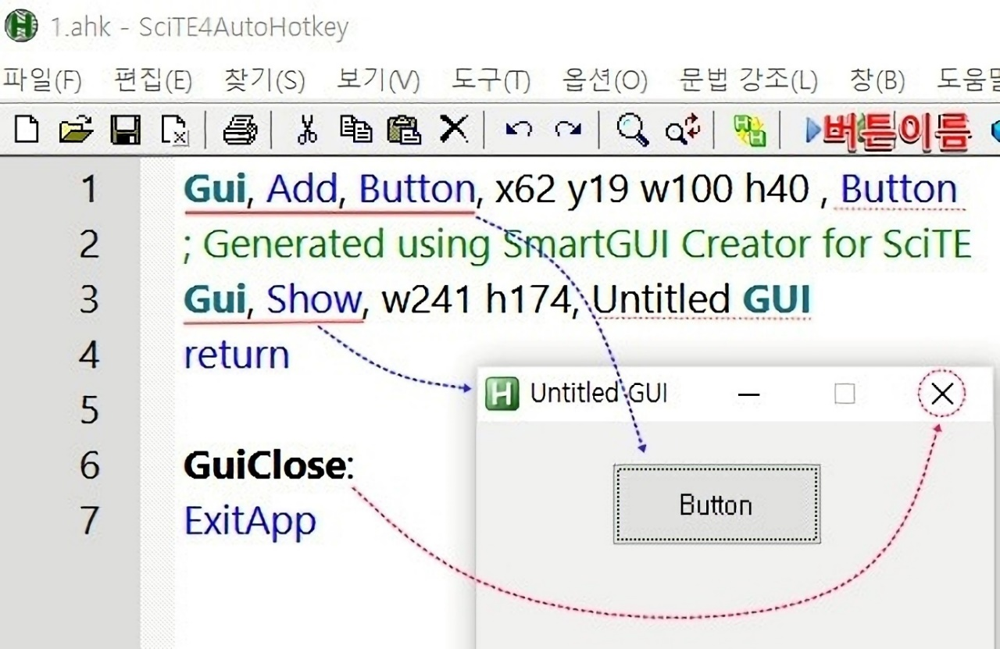 1.ahk - SciTE4AutoHotkey
파일(F) 편집(E) 찾기(S) 보기(V) 도구(T) 옵션(O) 문법 강조(L) 창(B)
버튼이름
1 Gui, Add, Button, x62 y19 w100 h40 , Button
2 ; Generated using SmartGUI Creator for SciTE
3 Gui, Show, w241 h174, Untitled GUI
4 return
5
6 GuiClose:
7 ExitApp
Untitled GUI
Button